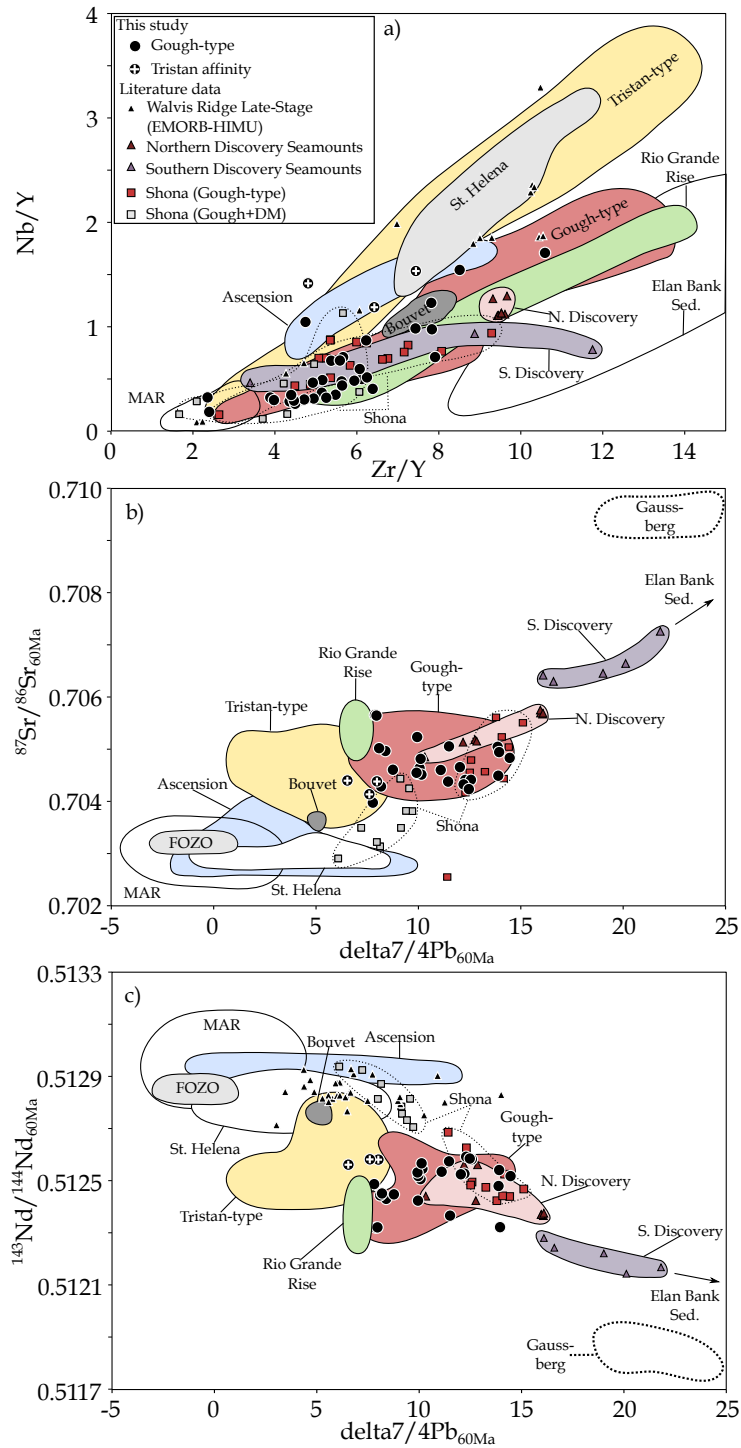 4
3
2
1
0
Nb/Y
a)
This study
Gough-type
Tristan affinity
Literature data
Walvis Ridge Late-Stage
(EMORB-HIMU)
Northern Discovery Seamounts
Southern Discovery Seamounts
Shona (Gough-type)
Shona (Gough+DM)
Tristan-type
St. Helena
Rio Grande
Rise
Gough-type
Ascension
Bouvet
N. Discovery
Elan Bank
Sed.
S. Discovery
MAR
Shona
0 2 4 6 8 10 12 14
Zr/Y
0.710
0.708
0.706
0.704
0.702
87Sr/86Sr60Ma
b)
Gauss-
berg
Elan Bank
Sed.
S. Discovery
Rio Grande
Rise
Gough-
type
Tristan-type
N. Discovery
Ascension
Bouvet
Shona
FOZO
MAR
St. Helena
-5 0 5 10 15 20 25
delta7/4Pb60Ma
0.5133
0.5129
0.5125
0.5121
0.5117
143Nd/144Nd60Ma
c)
MAR
Bouvet
Ascension
FOZO
Shona
St. Helena
Gough-
type
N. Discovery
Tristan-type
S. Discovery
Rio Grande
Rise
Elan Bank
Sed.
Gauss-
berg
-5 0 5 10 15 20 25
delta7/4Pb60Ma